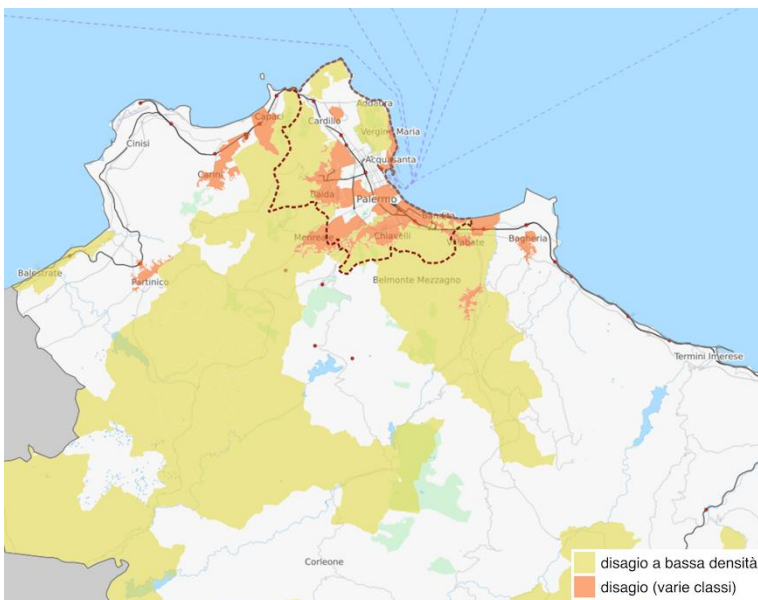 Addaura
Capaci
Cardillo
Vergine Maria
Cinisi
Acquasanta
Carini
Baida
Palermo
Bandita
Monreale
Chiavelli
Villabate
Bagheria
Balestrate
Partinico
Belmonte Mezzagno
Termini Imerese
Corleone
disagio a bassa densità
disagio (varie classi)